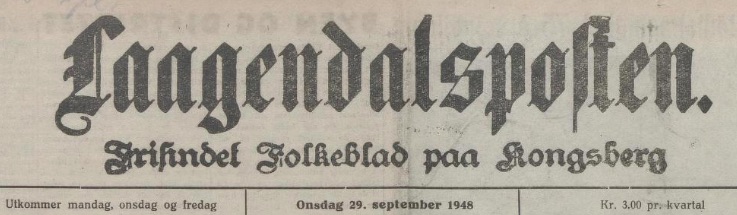 Laagendalsposten.
Frisindet Folkeblad paa Kongsberg
Utkommer mandag, onsdag og fredag
Onsdag 29. september 1948
Kr. 3.00 pr. kvartal